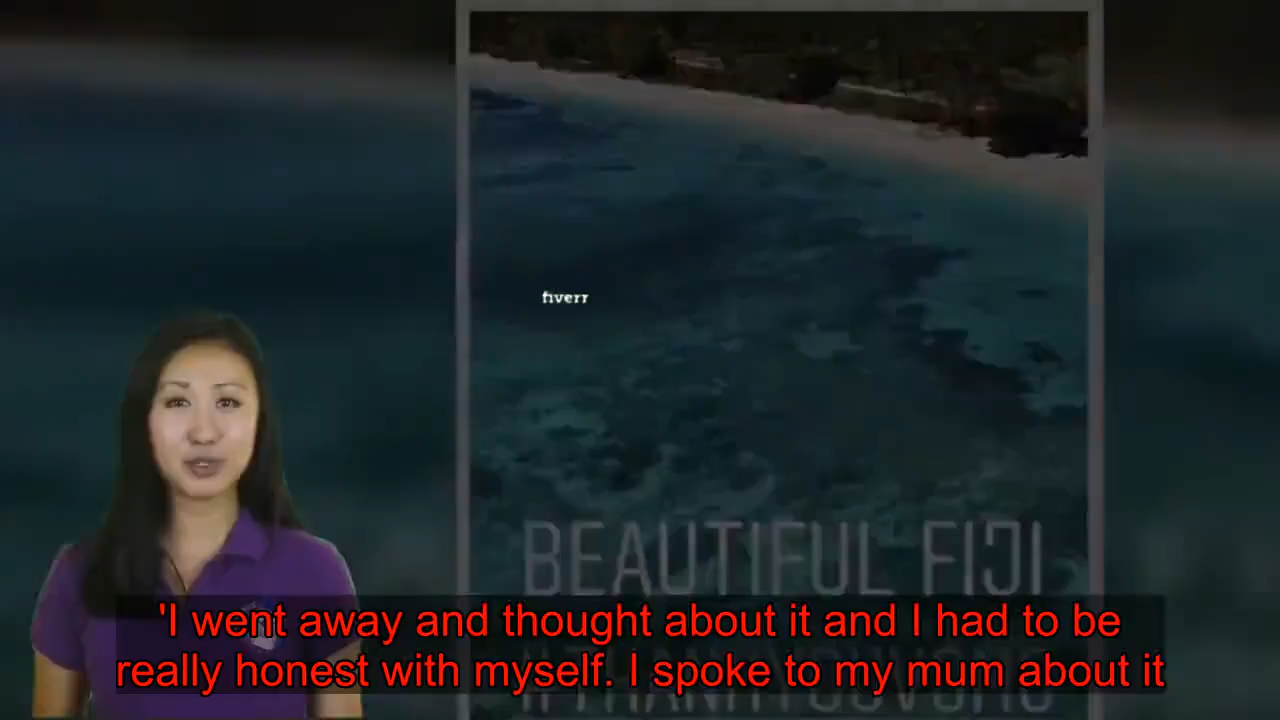 fiverr
BEAUTIFUL FIJI
'I went away and thought about it and I had to be
really honest with myself. I spoke to my mum about it